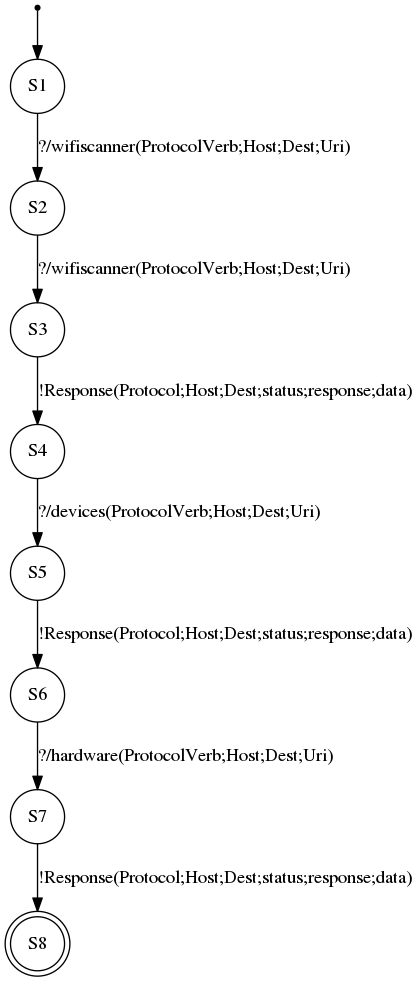 S1
?/wifiscanner(ProtocolVerb;Host;Dest;Uri)
S2
?/wifiscanner(ProtocolVerb;Host;Dest;Uri)
S3
!Response(Protocol;Host;Dest;status;response;data)
S4
?/devices(ProtocolVerb;Host;Dest;Uri)
S5
!Response(Protocol;Host;Dest;status;response;data)
S6
?/hardware(ProtocolVerb;Host;Dest;Uri)
S7
!Response(Protocol;Host;Dest;status;response;data)
S8